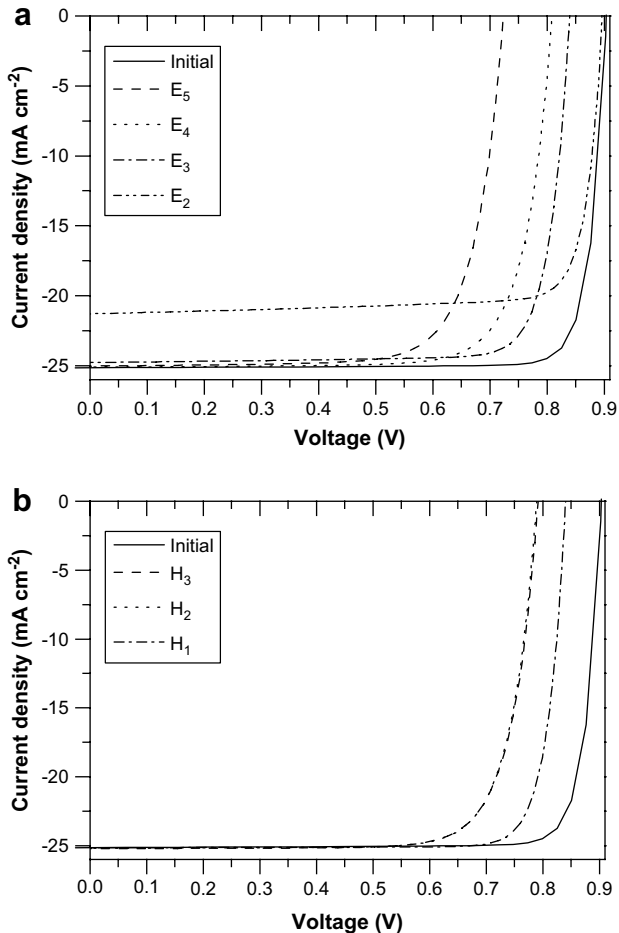 a
0
-5
-10
-15
-20
-25
Current density (mA cm⁻²)
Initial
E₅
E₄
E₃
E₂
0.0 0.1 0.2 0.3 0.4 0.5 0.6 0.7 0.8 0.9
Voltage (V)
b
0
-5
-10
-15
-20
-25
Current density (mA cm⁻²)
Initial
H₃
H₂
H₁
0.0 0.1 0.2 0.3 0.4 0.5 0.6 0.7 0.8 0.9
Voltage (V)